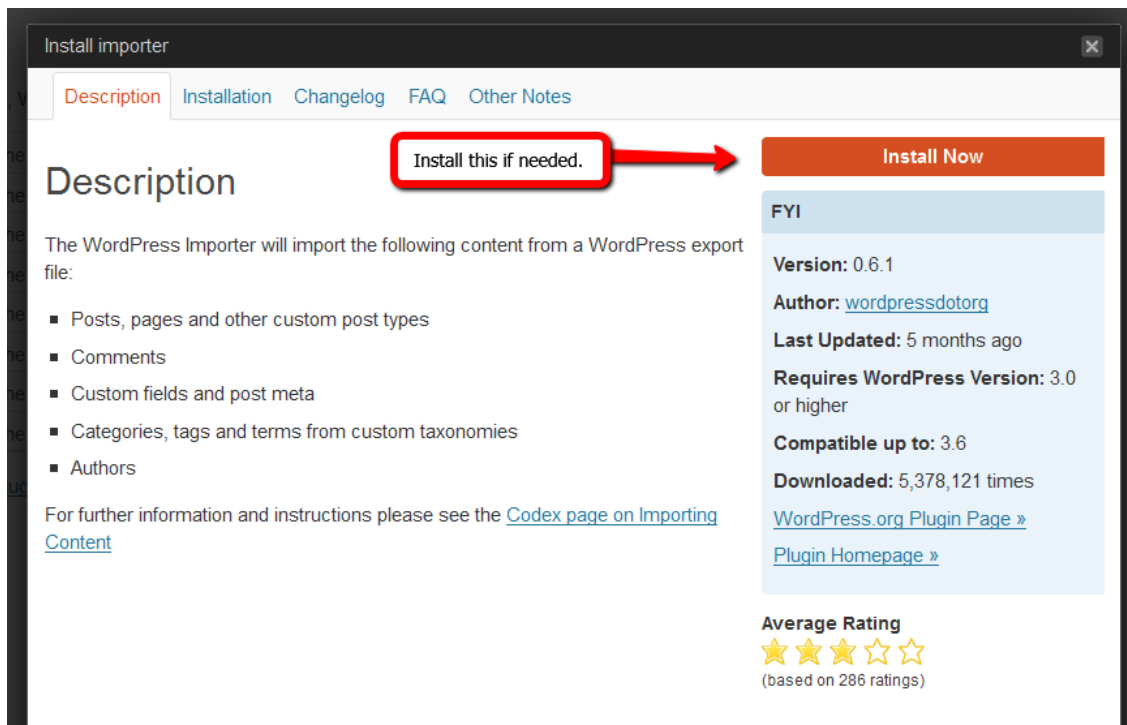 Install importer
Description Installation Changelog FAQ Other Notes
Install this if needed.
Install Now
Description
The WordPress Importer will import the following content from a WordPress export
file:
Posts, pages and other custom post types
Comments
Custom fields and post meta
Categories, tags and terms from custom taxonomies
Authors
For further information and instructions please see the Codex page on Importing
Content
FYI
Version: 0.6.1
Author: wordpressdotorg
Last Updated: 5 months ago
Requires WordPress Version: 3.0
or higher
Compatible up to: 3.6
Downloaded: 5,378,121 times
WordPress.org Plugin Page »
Plugin Homepage »
Average Rating
(based on 286 ratings)